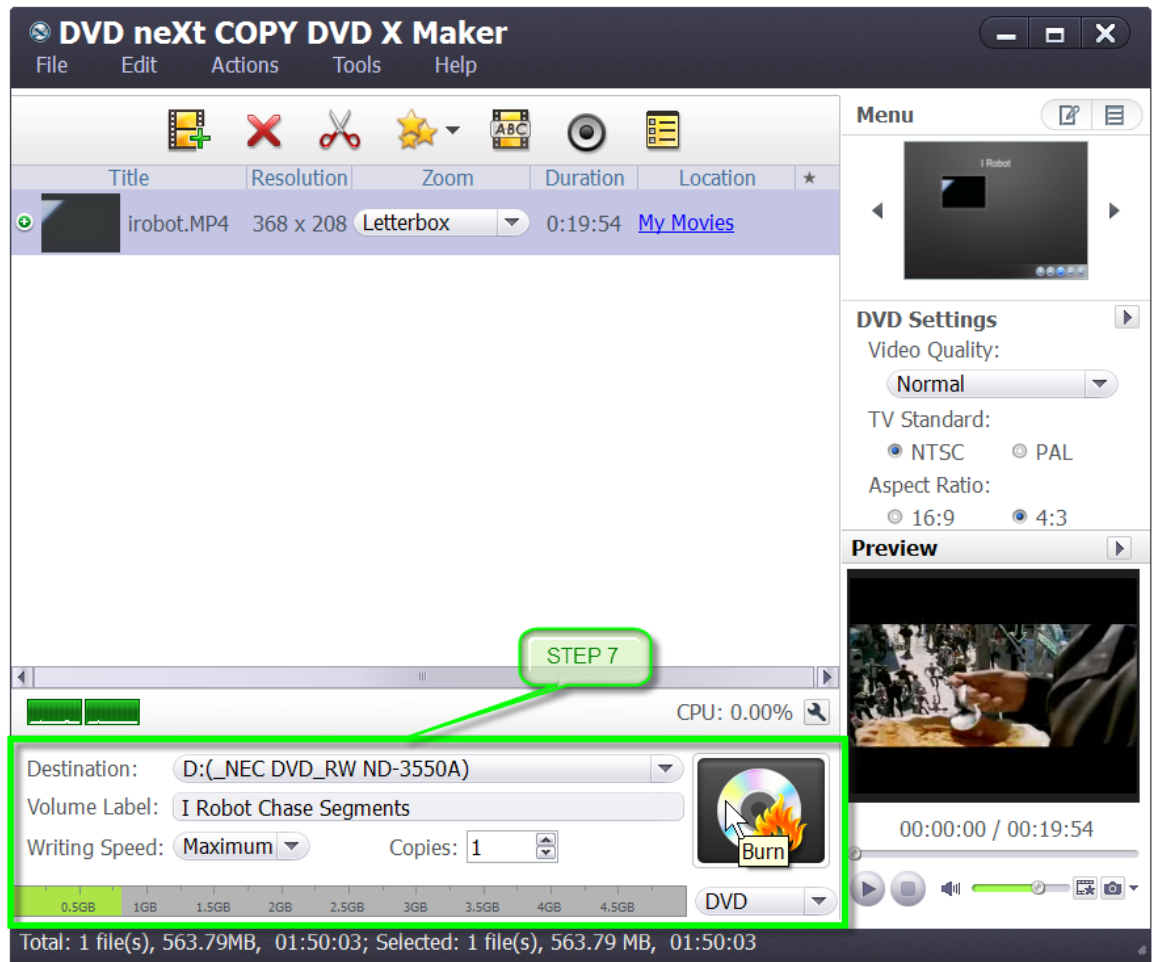 DVD neXt COPY DVD X Maker
File Edit Actions Tools Help
ABC
Title Resolution Zoom Duration Location ★
irobot.MP4 368 x 208 Letterbox 0:19:54 My Movies
STEP 7
CPU: 0.00%
Destination: D:(_NEC DVD_RW ND-3550A)
Volume Label: I Robot Chase Segments
Writing Speed: Maximum Copies: 1
Burn
0.5GB 1GB 1.5GB 2GB 2.5GB 3GB 3.5GB 4GB 4.5GB DVD
Menu
I Robot
DVD Settings
Video Quality:
Normal
TV Standard:
NTSC PAL
Aspect Ratio:
16:9 4:3
Preview
00:00:00 / 00:19:54
Total: 1 file(s), 563.79MB, 01:50:03; Selected: 1 file(s), 563.79 MB, 01:50:03